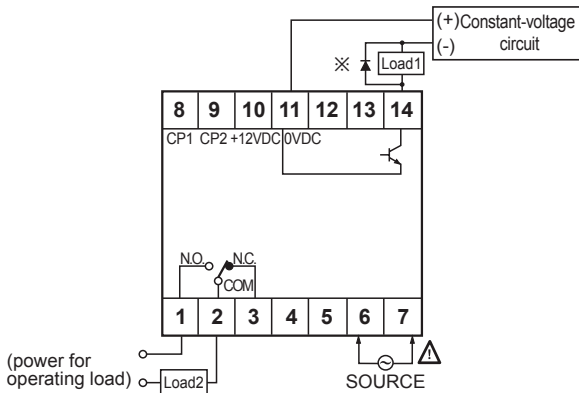 (+) Constant-voltage
(-) circuit
※ Load1
8 9 10 11 12 13 14
CP1 CP2 +12VDC 0VDC
N.O. N.C.
COM
1 2 3 4 5 6 7
(power for
operating load) Load2
SOURCE